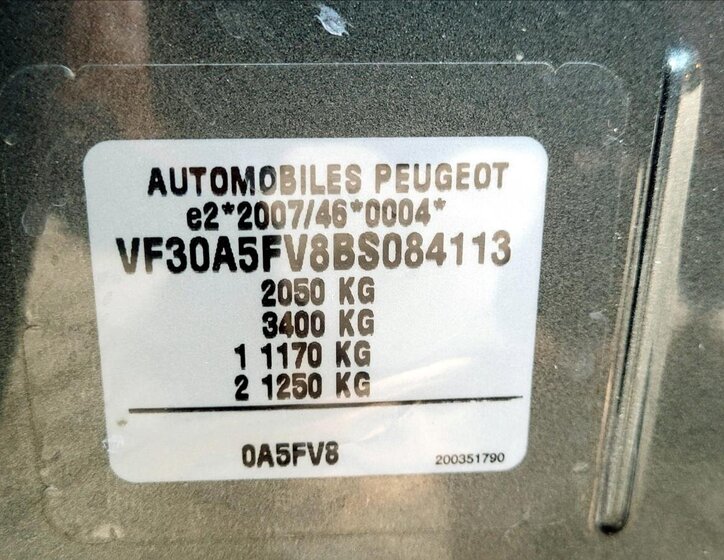 AUTOMOBILES PEUGEOT
e2*2007/46*0004*
VF30A5FV8BS084113
2050 KG
3400 KG
1 1170 KG
2 1250 KG
0A5FV8
200351790